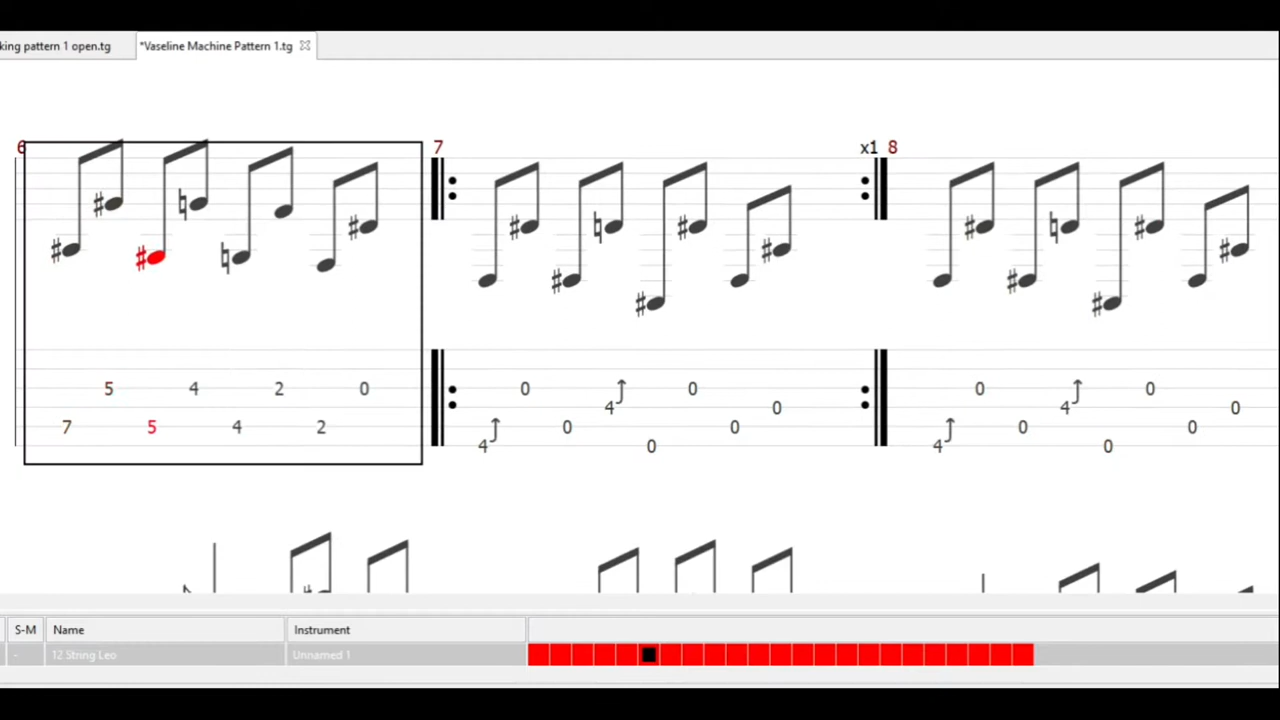 king pattern 1 open.tg *Vaseline Machine Pattern 1.tg
6 7 x1 8
5 4 2 0 0 0 0 0
4 0 4 0
7 5 4 2 0 0 0 0
4 0 4 0
S-M Name Instrument
- 12 String Leo Unnamed 1